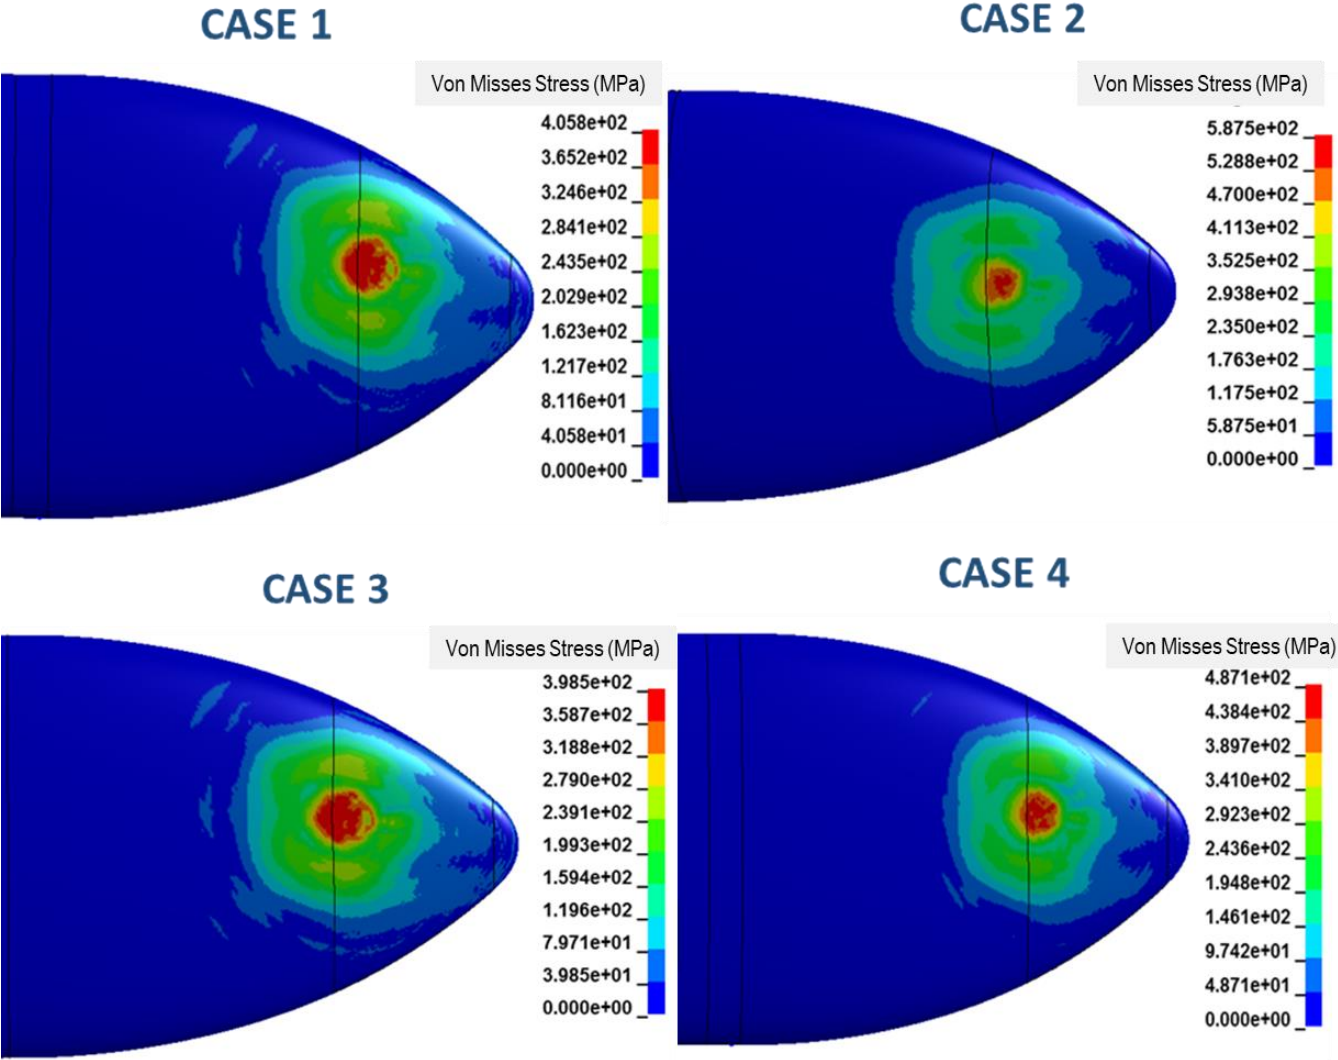 CASE 1
Von Misses Stress (MPa)
4.058e+02
3.652e+02
3.246e+02
2.841e+02
2.435e+02
2.029e+02
1.623e+02
1.217e+02
8.116e+01
4.058e+01
0.000e+00
CASE 2
Von Misses Stress (MPa)
5.875e+02
5.288e+02
4.700e+02
4.113e+02
3.525e+02
2.938e+02
2.350e+02
1.763e+02
1.175e+02
5.875e+01
0.000e+00
CASE 3
Von Misses Stress (MPa)
3.985e+02
3.587e+02
3.188e+02
2.790e+02
2.391e+02
1.993e+02
1.594e+02
1.196e+02
7.971e+01
3.985e+01
0.000e+00
CASE 4
Von Misses Stress (MPa)
4.871e+02
4.384e+02
3.897e+02
3.410e+02
2.923e+02
2.436e+02
1.948e+02
1.461e+02
9.742e+01
4.871e+01
0.000e+00